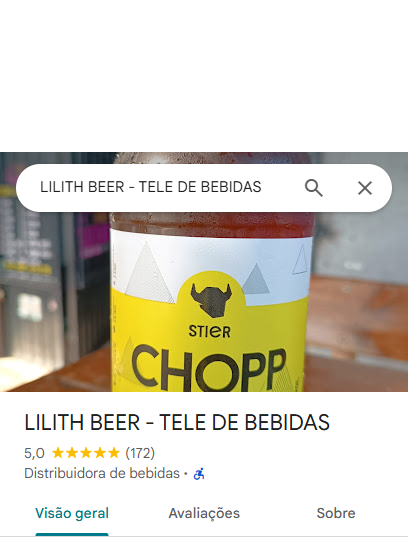 LILITH BEER - TELE DE BEBIDAS
STIER
CHOPP
LILITH BEER - TELE DE BEBIDAS
5,0 ★★★★★ (172)
Distribuidora de bebidas ·
Visão geral
Avaliações
Sobre